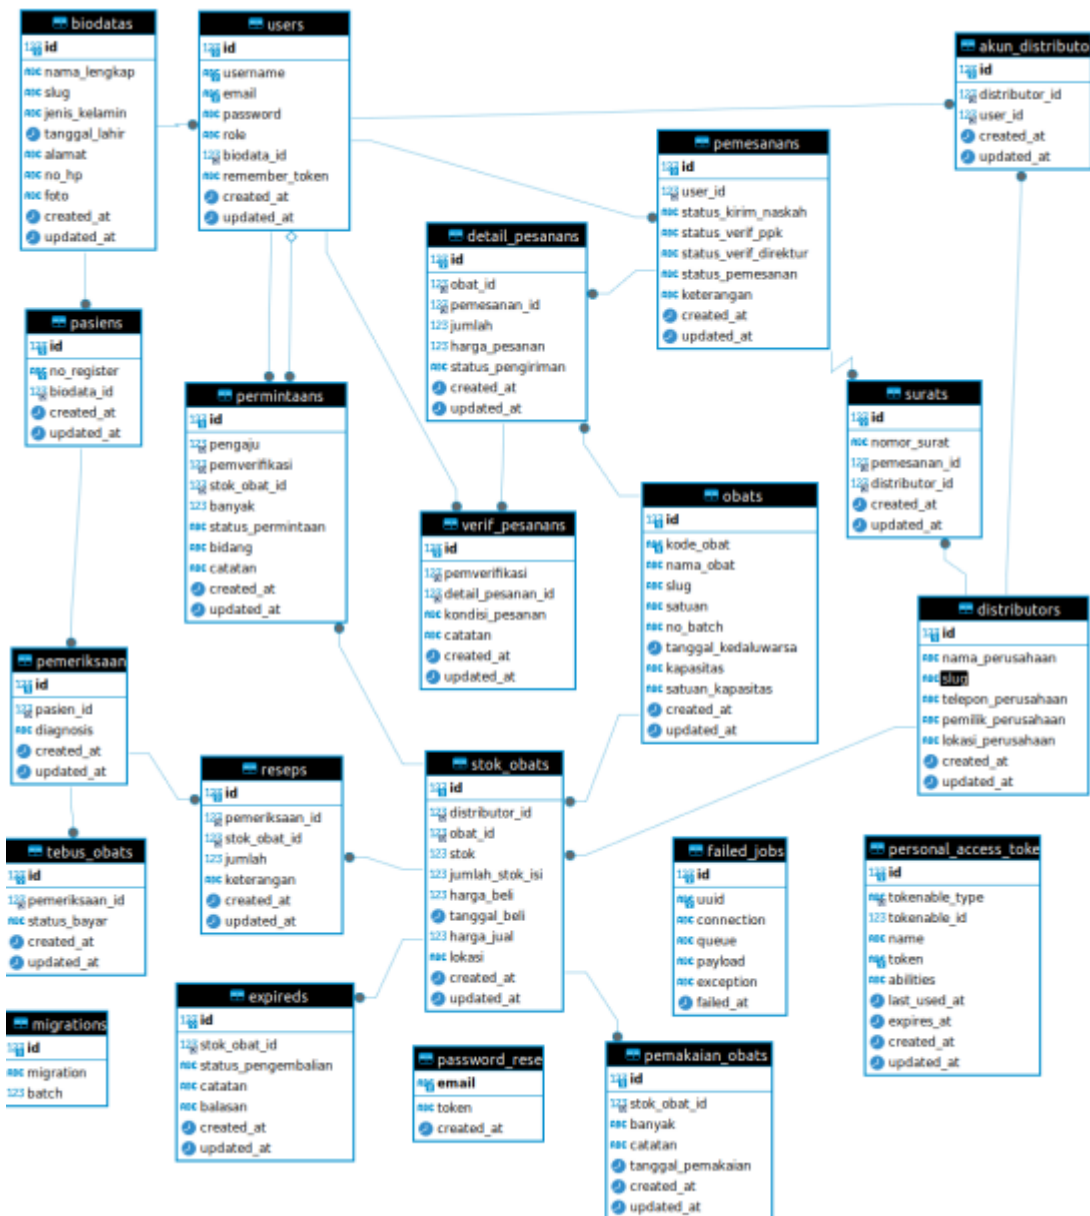 biodatas
id
nama_lengkap
slug
jenis_kelamin
tanggal_lahir
alamat
no_hp
foto
created_at
updated_at
users
id
username
email
password
role
biodata_id
remember_token
created_at
updated_at
akun_distributo
id
distributor_id
user_id
created_at
updated_at
pemesanans
id
user_id
status_kirim_naskah
status_verif_ppk
status_verif_direktur
status_pemesanan
keterangan
created_at
updated_at
detail_pesanans
id
obat_id
pemesanan_id
jumlah
harga_pesanan
status_pengiriman
created_at
updated_at
pasiens
id
no_register
biodata_id
created_at
updated_at
permintaans
id
pengaju
pemverifikasi
stok_obat_id
banyak
status_permintaan
bidang
catatan
created_at
updated_at
surats
id
nomor_surat
pemesanan_id
distributor_id
created_at
updated_at
verif_pesanans
id
pemverifikasi
detail_pesanan_id
kondisi_pesanan
catatan
created_at
updated_at
obats
id
kode_obat
nama_obat
slug
satuan
no_batch
tanggal_kedaluwarsa
kapasitas
satuan_kapasitas
created_at
updated_at
distributors
id
nama_perusahaan
slug
telepon_perusahaan
pemilik_perusahaan
lokasi_perusahaan
created_at
updated_at
pemeriksaan
id
pasien_id
diagnosis
created_at
updated_at
reseps
id
pemeriksaan_id
stok_obat_id
jumlah
keterangan
created_at
updated_at
stok_obats
id
distributor_id
obat_id
stok
jumlah_stok_isi
harga_beli
tanggal_beli
harga_jual
lokasi
created_at
updated_at
tebus_obats
id
pemeriksaan_id
status_bayar
created_at
updated_at
failed_jobs
id
uuid
connection
queue
payload
exception
failed_at
personal_access_toke
id
tokenable_type
tokenable_id
name
token
abilities
last_used_at
expires_at
created_at
updated_at
expireds
id
stok_obat_id
status_pengembalian
catatan
balasan
created_at
updated_at
migrations
id
migration
batch
password_rese
email
token
created_at
pemakaian_obats
id
stok_obat_id
banyak
catatan
tanggal_pemakaian
created_at
updated_at